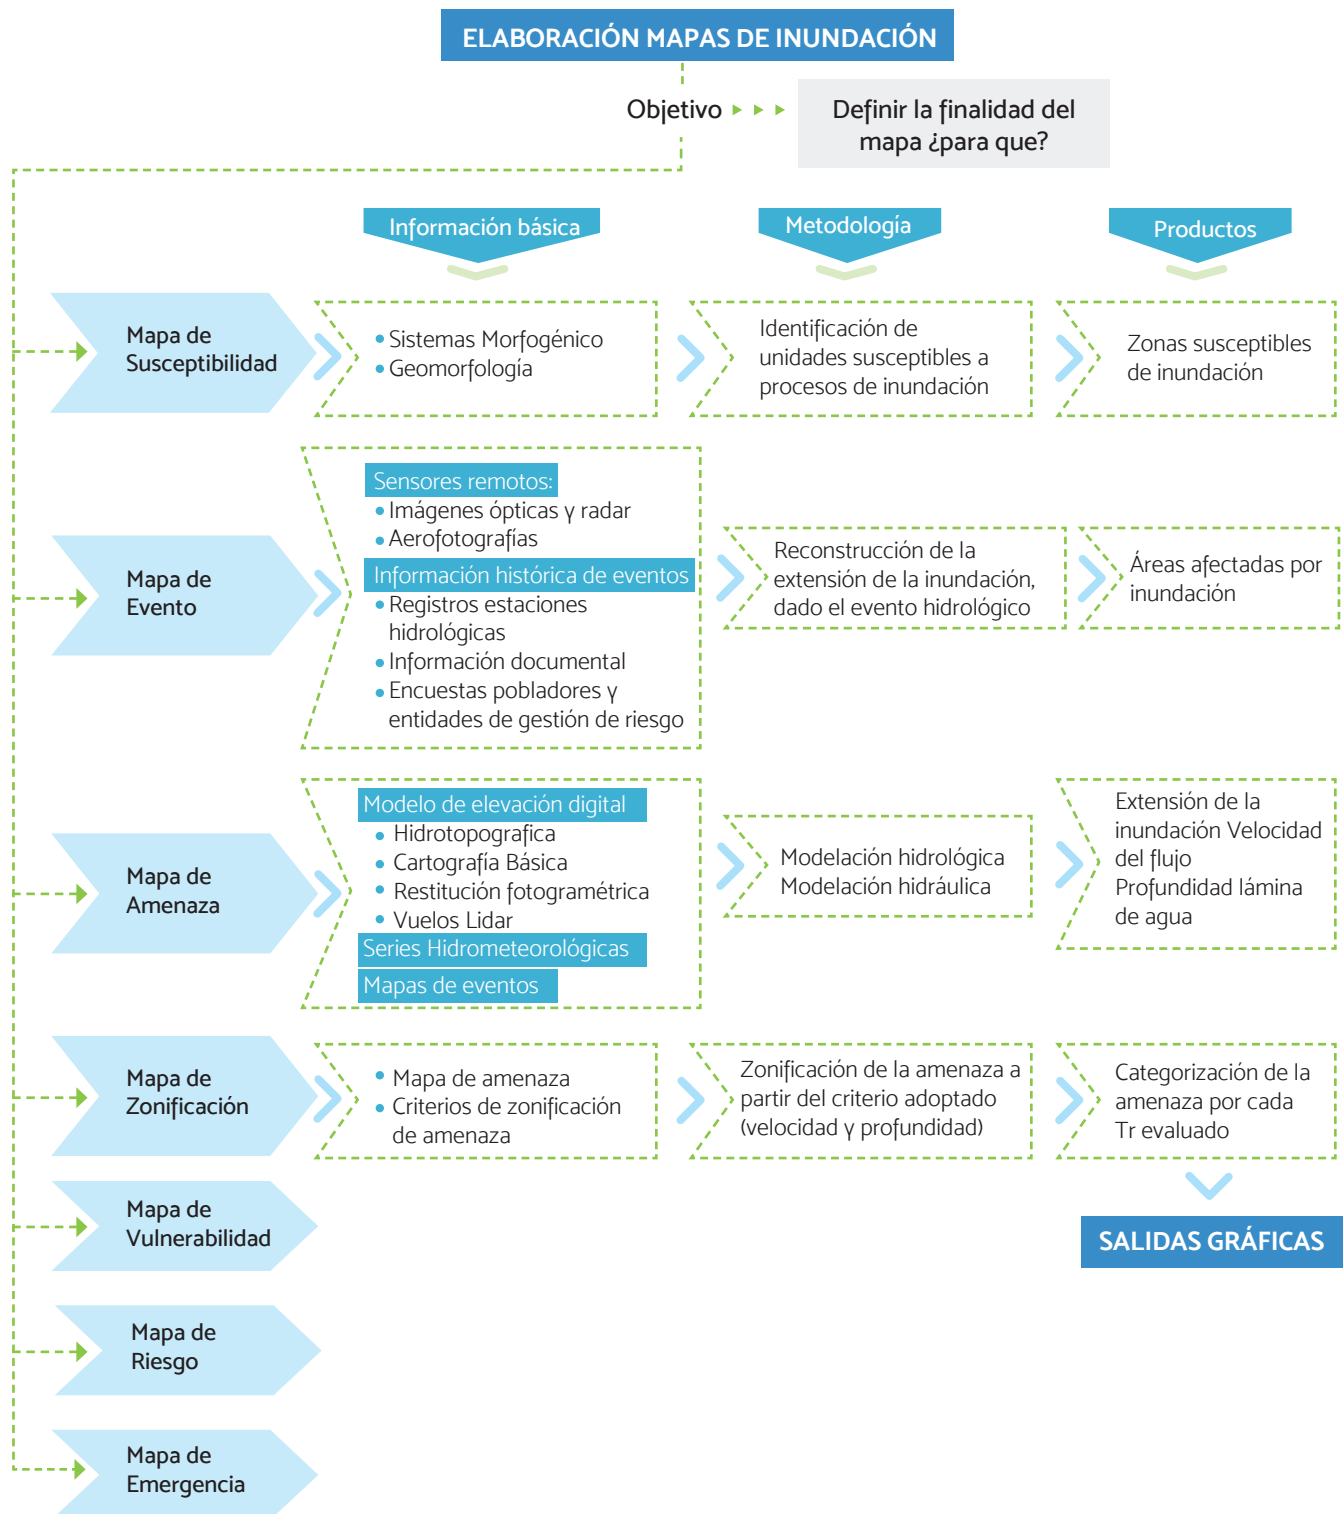 ELABORACIÓN MAPAS DE INUNDACIÓN
Objetivo
Definir la finalidad del
mapa ¿para que?
Información básica
Metodología
Productos
Mapa de
Susceptibilidad
• Sistemas Morfogénico
• Geomorfología
Identificación de
unidades susceptibles a
procesos de inundación
Zonas susceptibles
de inundación
Mapa de
Evento
Sensores remotos:
• Imágenes ópticas y radar
• Aerofotografías
Información histórica de eventos
• Registros estaciones
hidrológicas
• Información documental
• Encuestas pobladores y
entidades de gestión de riesgo
Reconstrucción de la
extensión de la inundación,
dado el evento hidrológico
Áreas afectadas por
inundación
Mapa de
Amenaza
Modelo de elevación digital
• Hidrotopografica
• Cartografía Básica
• Restitución fotogramétrica
• Vuelos Lidar
Series Hidrometeorológicas
Mapas de eventos
Modelación hidrológica
Modelación hidráulica
Extensión de la
inundación Velocidad
del flujo
Profundidad lámina
de agua
Mapa de
Zonificación
• Mapa de amenaza
• Criterios de zonificación
de amenaza
Zonificación de la amenaza a
partir del criterio adoptado
(velocidad y profundidad)
Categorización de la
amenaza por cada
Tr evaluado
Mapa de
Vulnerabilidad
SALIDAS GRÁFICAS
Mapa de
Riesgo
Mapa de
Emergencia